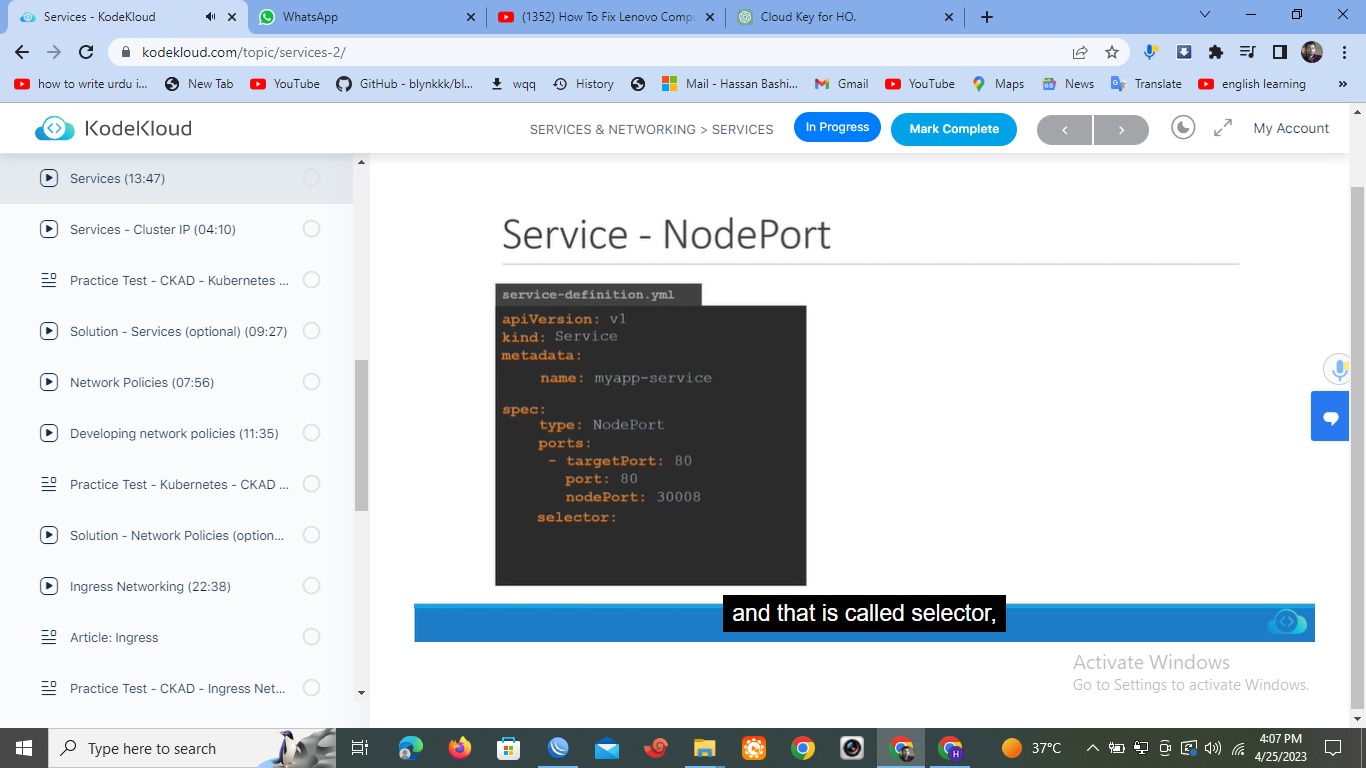 Services - KodeKloud
WhatsApp
(1352) How To Fix Lenovo Compu
Cloud Key for HO.
kodekloud.com/topic/services-2/
how to write urdu i...
New Tab
YouTube
GitHub - blynkkk/bl...
wqq
History
Mail - Hassan Bashi...
Gmail
YouTube
Maps
News
Translate
english learning
»
KodeKloud
SERVICES & NETWORKING > SERVICES
In Progress
Mark Complete
My Account
Services (13:47)
Services - Cluster IP (04:10)
Practice Test - CKAD - Kubernetes ...
Solution - Services (optional) (09:27)
Network Policies (07:56)
Developing network policies (11:35)
Practice Test - Kubernetes - CKAD ...
Solution - Network Policies (option...
Ingress Networking (22:38)
Article: Ingress
Practice Test - CKAD - Ingress Net...
Service - NodePort
service-definition.yml
apiVersion: v1
kind: Service
metadata:
name: myapp-service
spec:
type: NodePort
ports:
- targetPort: 80
port: 80
nodePort: 30008
selector:
and that is called selector,
Activate Windows
Go to Settings to activate Windows.
Type here to search
37°C
4:07 PM
4/25/2023